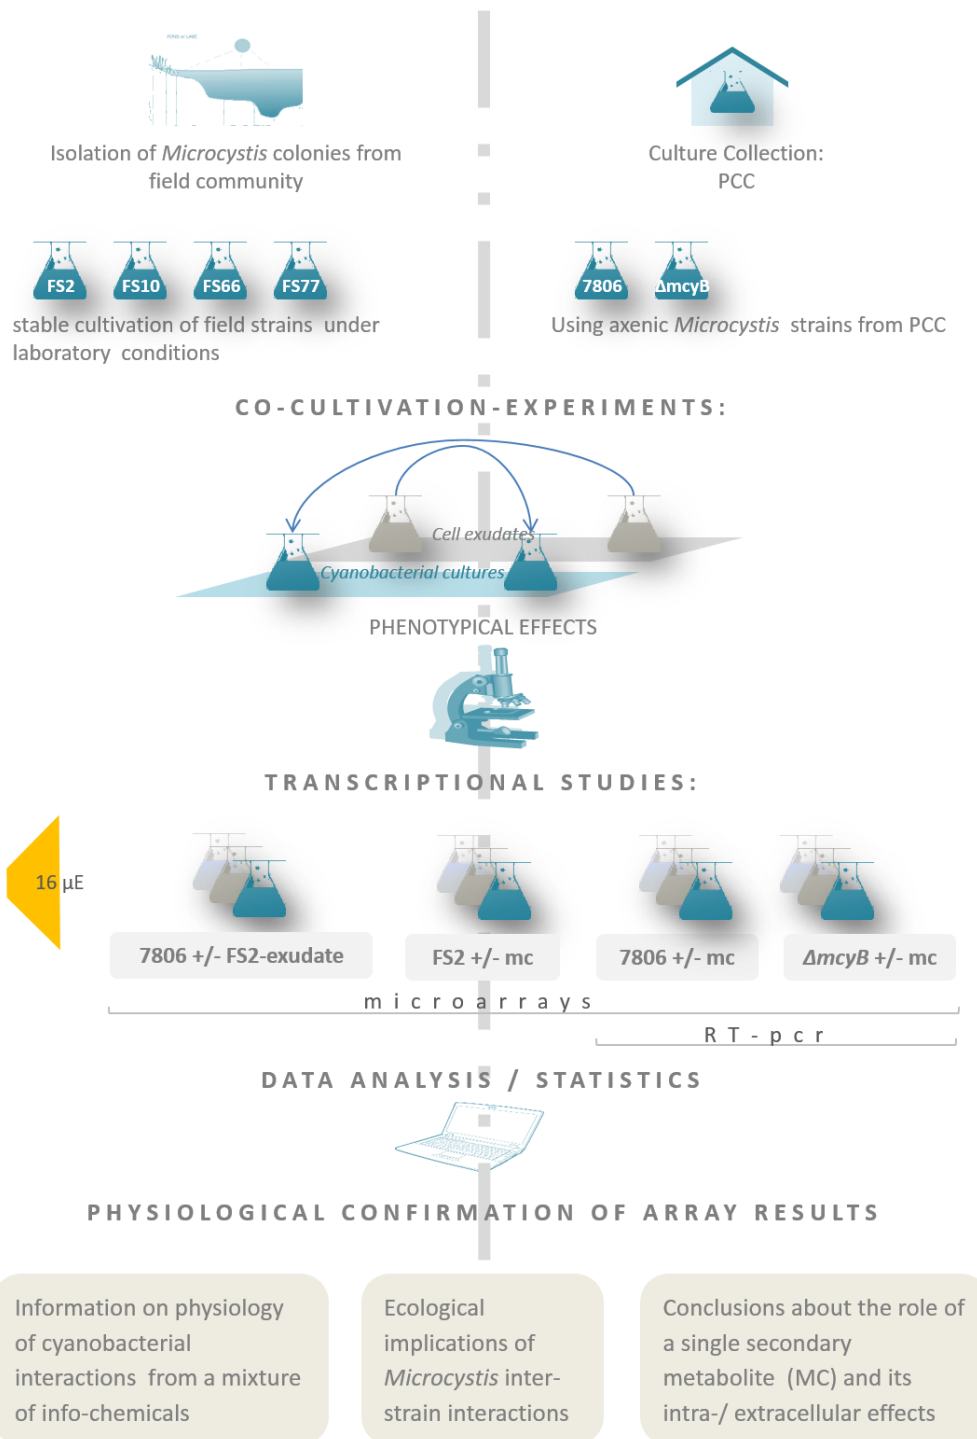 POND or LAKE
Isolation of Microcystis colonies from
field community
Culture Collection:
PCC
FS2
FS10
FS66
FS77
7806
ΔmcyB
stable cultivation of field strains under
laboratory conditions
Using axenic Microcystis strains from PCC
CO-CULTIVATION-EXPERIMENTS:
Cell exudates
Cyanobacterial cultures
PHENOTYPICAL EFFECTS
TRANSCRIPTIONAL STUDIES:
16 µE
7806 +/- FS2-exudate
FS2 +/- mc
7806 +/- mc
ΔmcyB +/- mc
microarrays
RT-pcr
DATA ANALYSIS / STATISTICS
PHYSIOLOGICAL CONFIRMATION OF ARRAY RESULTS
Information on physiology
of cyanobacterial
interactions from a mixture
of info-chemicals
Ecological
implications of
Microcystis inter-
strain interactions
Conclusions about the role of
a single secondary
metabolite (MC) and its
intra-/ extracellular effects